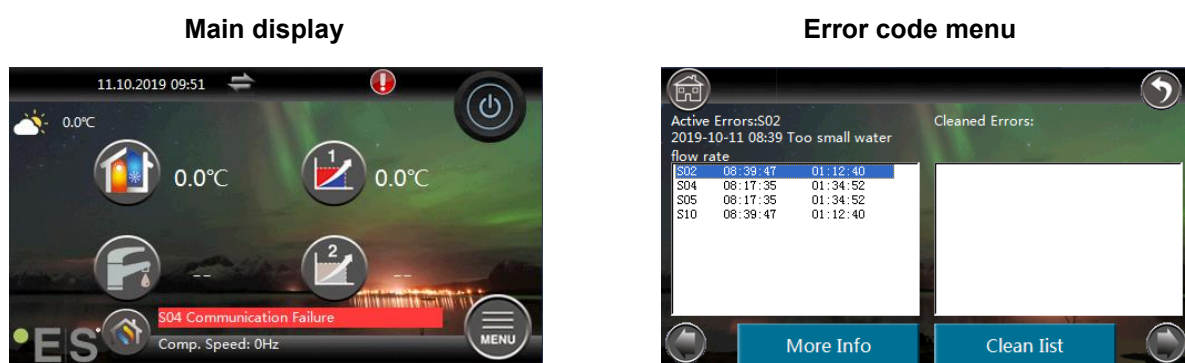 Main display
Error code menu
11.10.2019 09:51
0.0℃
0.0℃
1
0.0℃
--
2
--
S04 Communication Failure
ES
Comp. Speed: 0Hz
MENU
Active Errors:S02
2019-10-11 08:39 Too small water
flow rate
S02 08:39:47 01:12:40
S04 08:17:35 01:34:52
S05 08:17:35 01:34:52
S10 08:39:47 01:12:40
Cleaned Errors:
More Info
Clean Iist